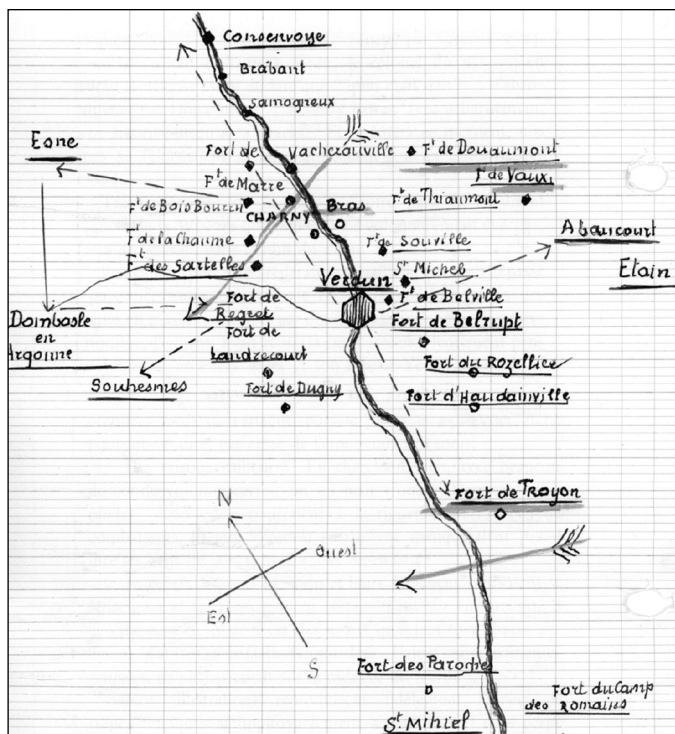 Consenvoye
Brabant
Samogneux
Esne
Fort de Vacherauville
Ft de Douaumont
Ft de Vaux
Ft de Marre
Ft de Thiaumont
Ft de Bois Bourru
CHARNY
Bras
Abaucourt
Ft de la Chaume
Ft de Souville
Ft des Sartelles
St Michel
Etain
Verdun
Ft de Belville
Fort de
Regret
Dombasle
en
Argonne
Fort de Belrupt
Fort de
Landrecourt
Fort du Rozellier
Souhesmes
Fort de Dugny
Fort d'Haudainville
Fort de Troyon
N
Ouest
Est
S
Fort des Paroches
Fort du Camp
des Romains
St Mihiel